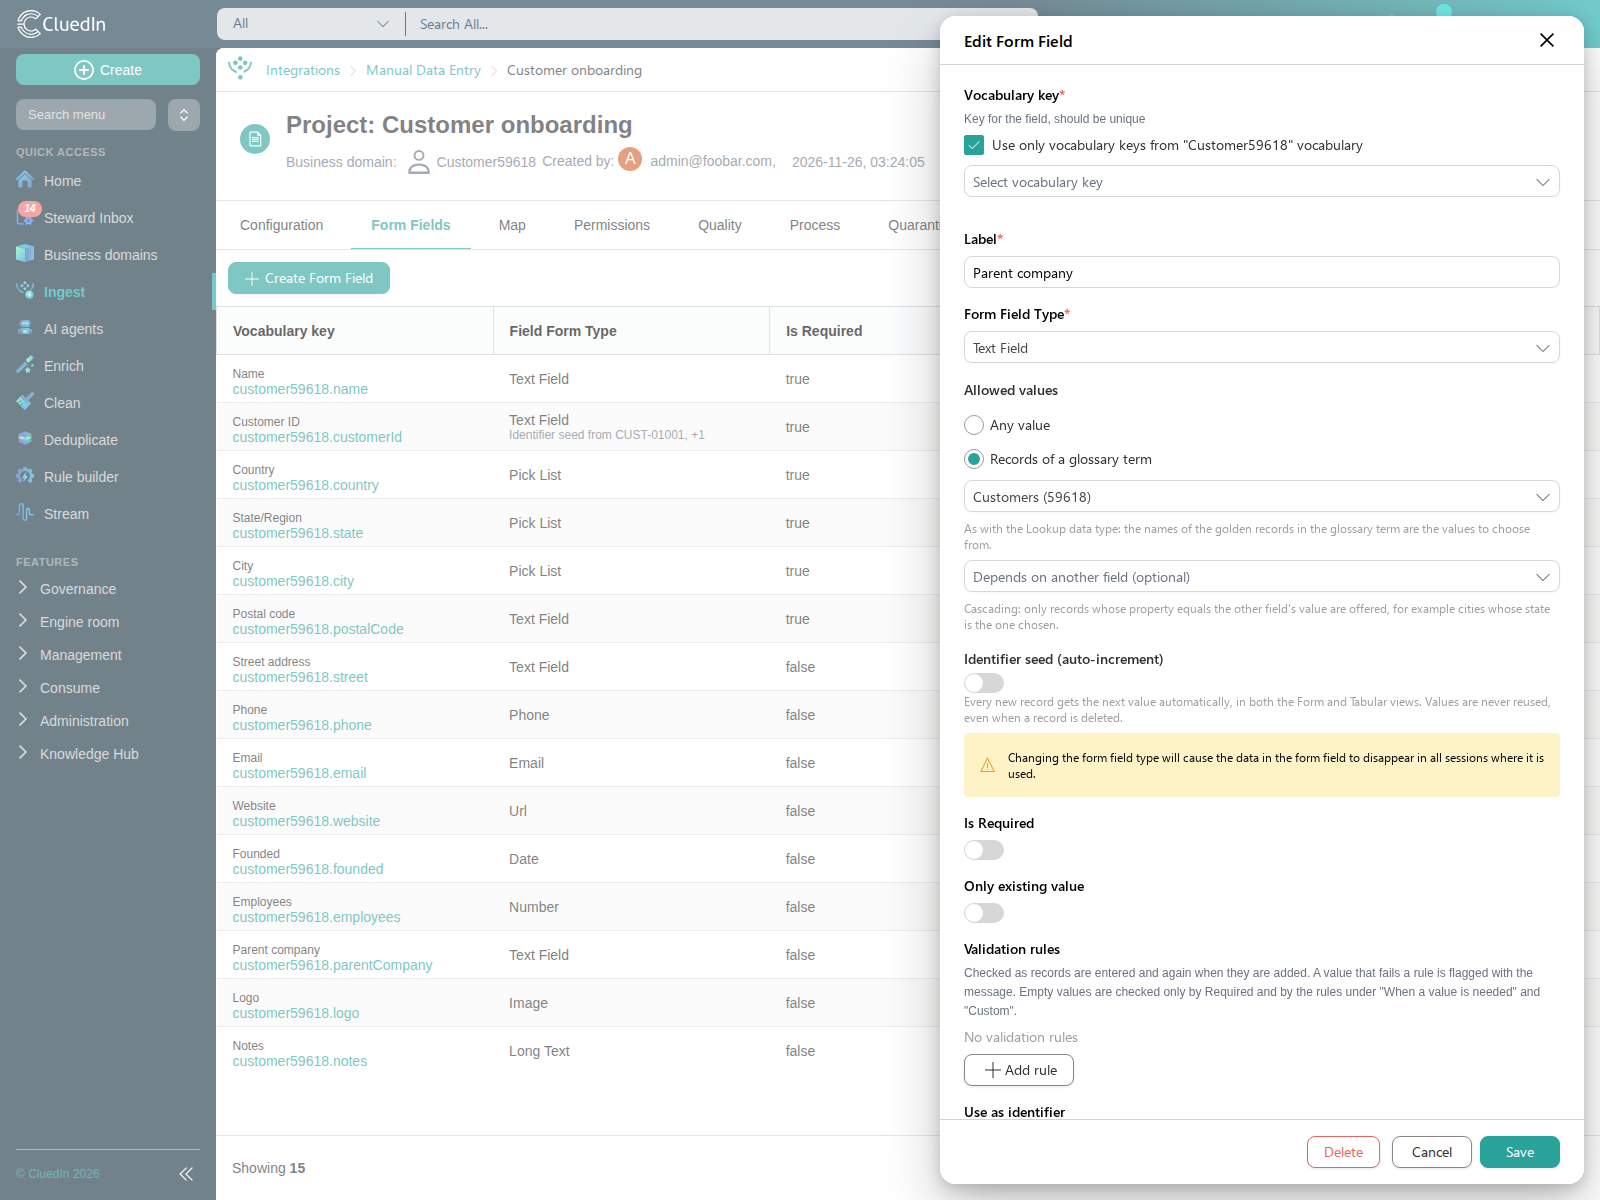 CluedIn
All
Search All...
Create
Search menu
QUICK ACCESS
Home
14
Steward Inbox
Business domains
Ingest
AI agents
Enrich
Clean
Deduplicate
Rule builder
Stream
FEATURES
Governance
Engine room
Management
Consume
Administration
Knowledge Hub
© CluedIn 2026
Integrations
Manual Data Entry
Customer onboarding
Project: Customer onboarding
Business domain: Customer59618 Created by: A admin@foobar.com, 2026-11-26, 03:24:05
Configuration
Form Fields
Map
Permissions
Quality
Process
Create Form Field
Vocabulary key
Field Form Type
Is Required
Name
customer59618.name
Text Field
true
Customer ID
customer59618.customerId
Text Field
Identifier seed from CUST-01001, +1
true
Country
customer59618.country
Pick List
true
State/Region
customer59618.state
Pick List
true
City
customer59618.city
Pick List
true
Postal code
customer59618.postalCode
Text Field
true
Street address
customer59618.street
Text Field
false
Phone
customer59618.phone
Phone
false
Email
customer59618.email
Email
false
Website
customer59618.website
Url
false
Founded
customer59618.founded
Date
false
Employees
customer59618.employees
Number
false
Parent company
customer59618.parentCompany
Text Field
false
Logo
customer59618.logo
Image
false
Notes
customer59618.notes
Long Text
false
Showing 15
Edit Form Field
Vocabulary key*
Key for the field, should be unique
Use only vocabulary keys from "Customer59618" vocabulary
Select vocabulary key
Label*
Parent company
Form Field Type*
Text Field
Allowed values
Any value
Records of a glossary term
Customers (59618)
As with the Lookup data type: the names of the golden records in the glossary term are the values to choose
from.
Depends on another field (optional)
Cascading: only records whose property equals the other field's value are offered, for example cities whose state
is the one chosen.
Identifier seed (auto-increment)
Every new record gets the next value automatically, in both the Form and Tabular views. Values are never reused,
even when a record is deleted.
Changing the form field type will cause the data in the form field to disappear in all sessions where it is
used.
Is Required
Only existing value
Validation rules
Checked as records are entered and again when they are added. A value that fails a rule is flagged with the
message. Empty values are checked only by Required and by the rules under "When a value is needed" and
"Custom".
No validation rules
Add rule
Use as identifier
Delete
Cancel
Save